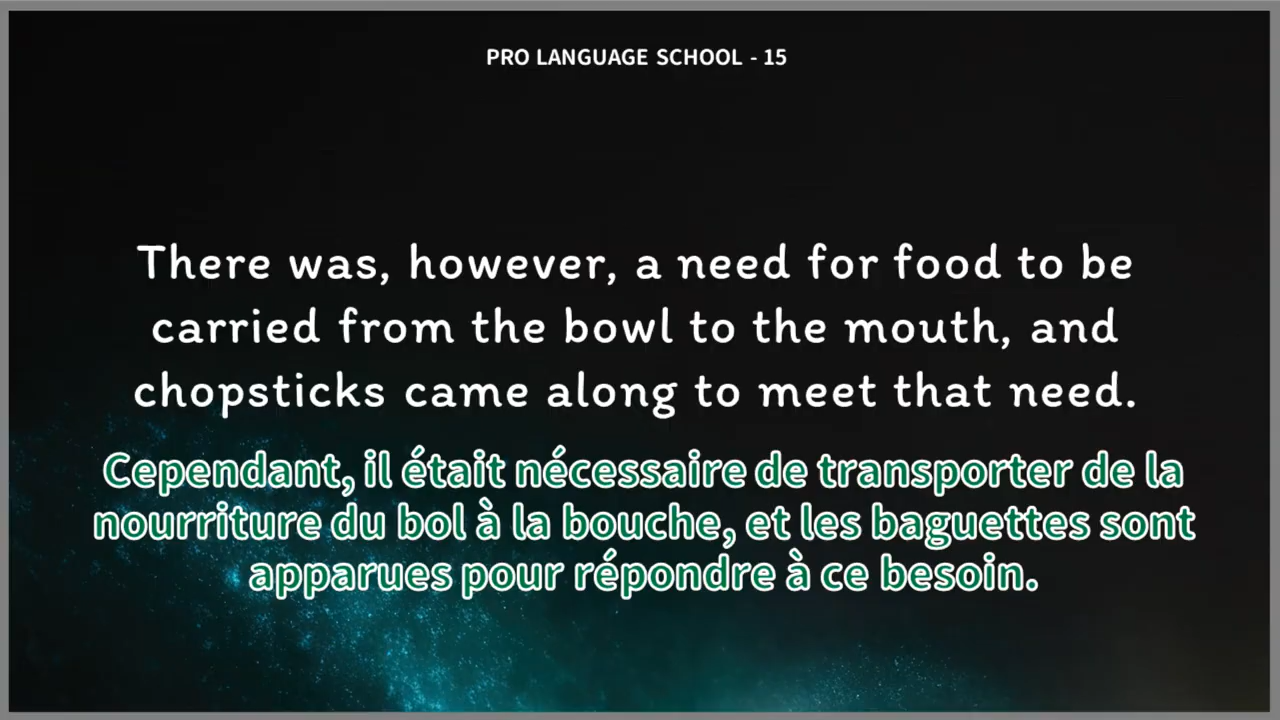 PRO LANGUAGE SCHOOL - 15
There was, however, a need for food to be
carried from the bowl to the mouth, and
chopsticks came along to meet that need.
Cependant, il était nécessaire de transporter de la
nourriture du bol à la bouche, et les baguettes sont
apparues pour répondre à ce besoin.